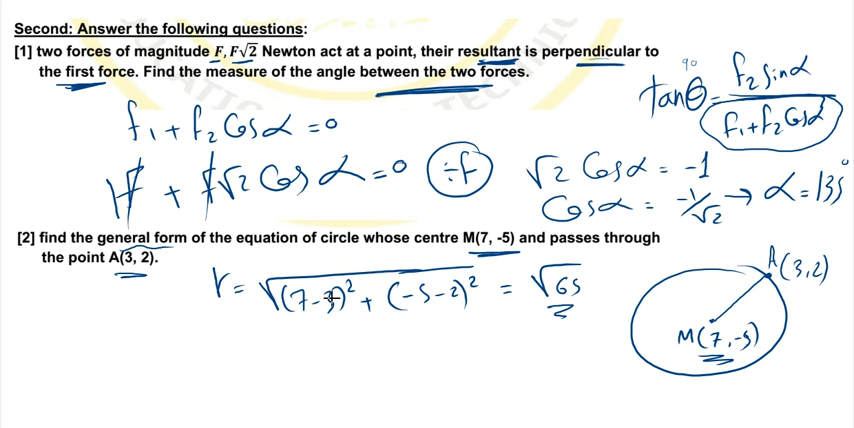 Second: Answer the following questions:
[1] two forces of magnitude F, F√2 Newton act at a point, their resultant is perpendicular to
the first force. Find the measure of the angle between the two forces.
90
tanθ = f₂ sinα / (f₁ + f₂ Cosα)
f₁ + f₂ Cosα = 0
1f + f√2 Cosα = 0 ÷f
√2 Cosα = -1
Cosα = -1/√2 → α = 135°
[2] find the general form of the equation of circle whose centre M(7, -5) and passes through
the point A(3, 2).
r = √((7-3)² + (-5-2)²) = √65
A(3,2)
M(7,-5)